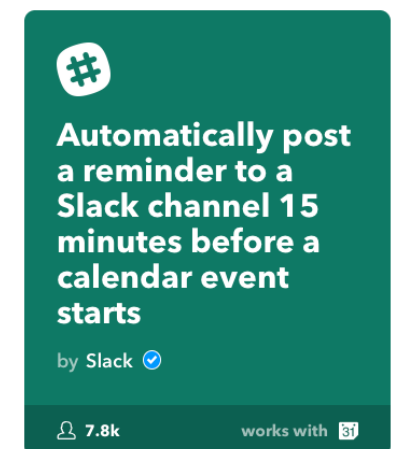 Automatically post
a reminder to a
Slack channel 15
minutes before a
calendar event
starts
by Slack
7.8k works with 31